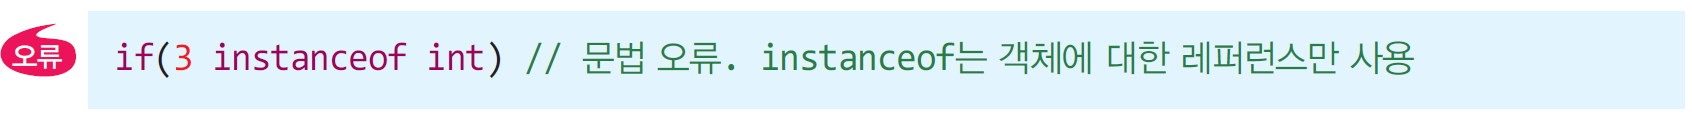 오류
if(3 instanceof int) // 문법 오류. instanceof는 객체에 대한 레퍼런스만 사용